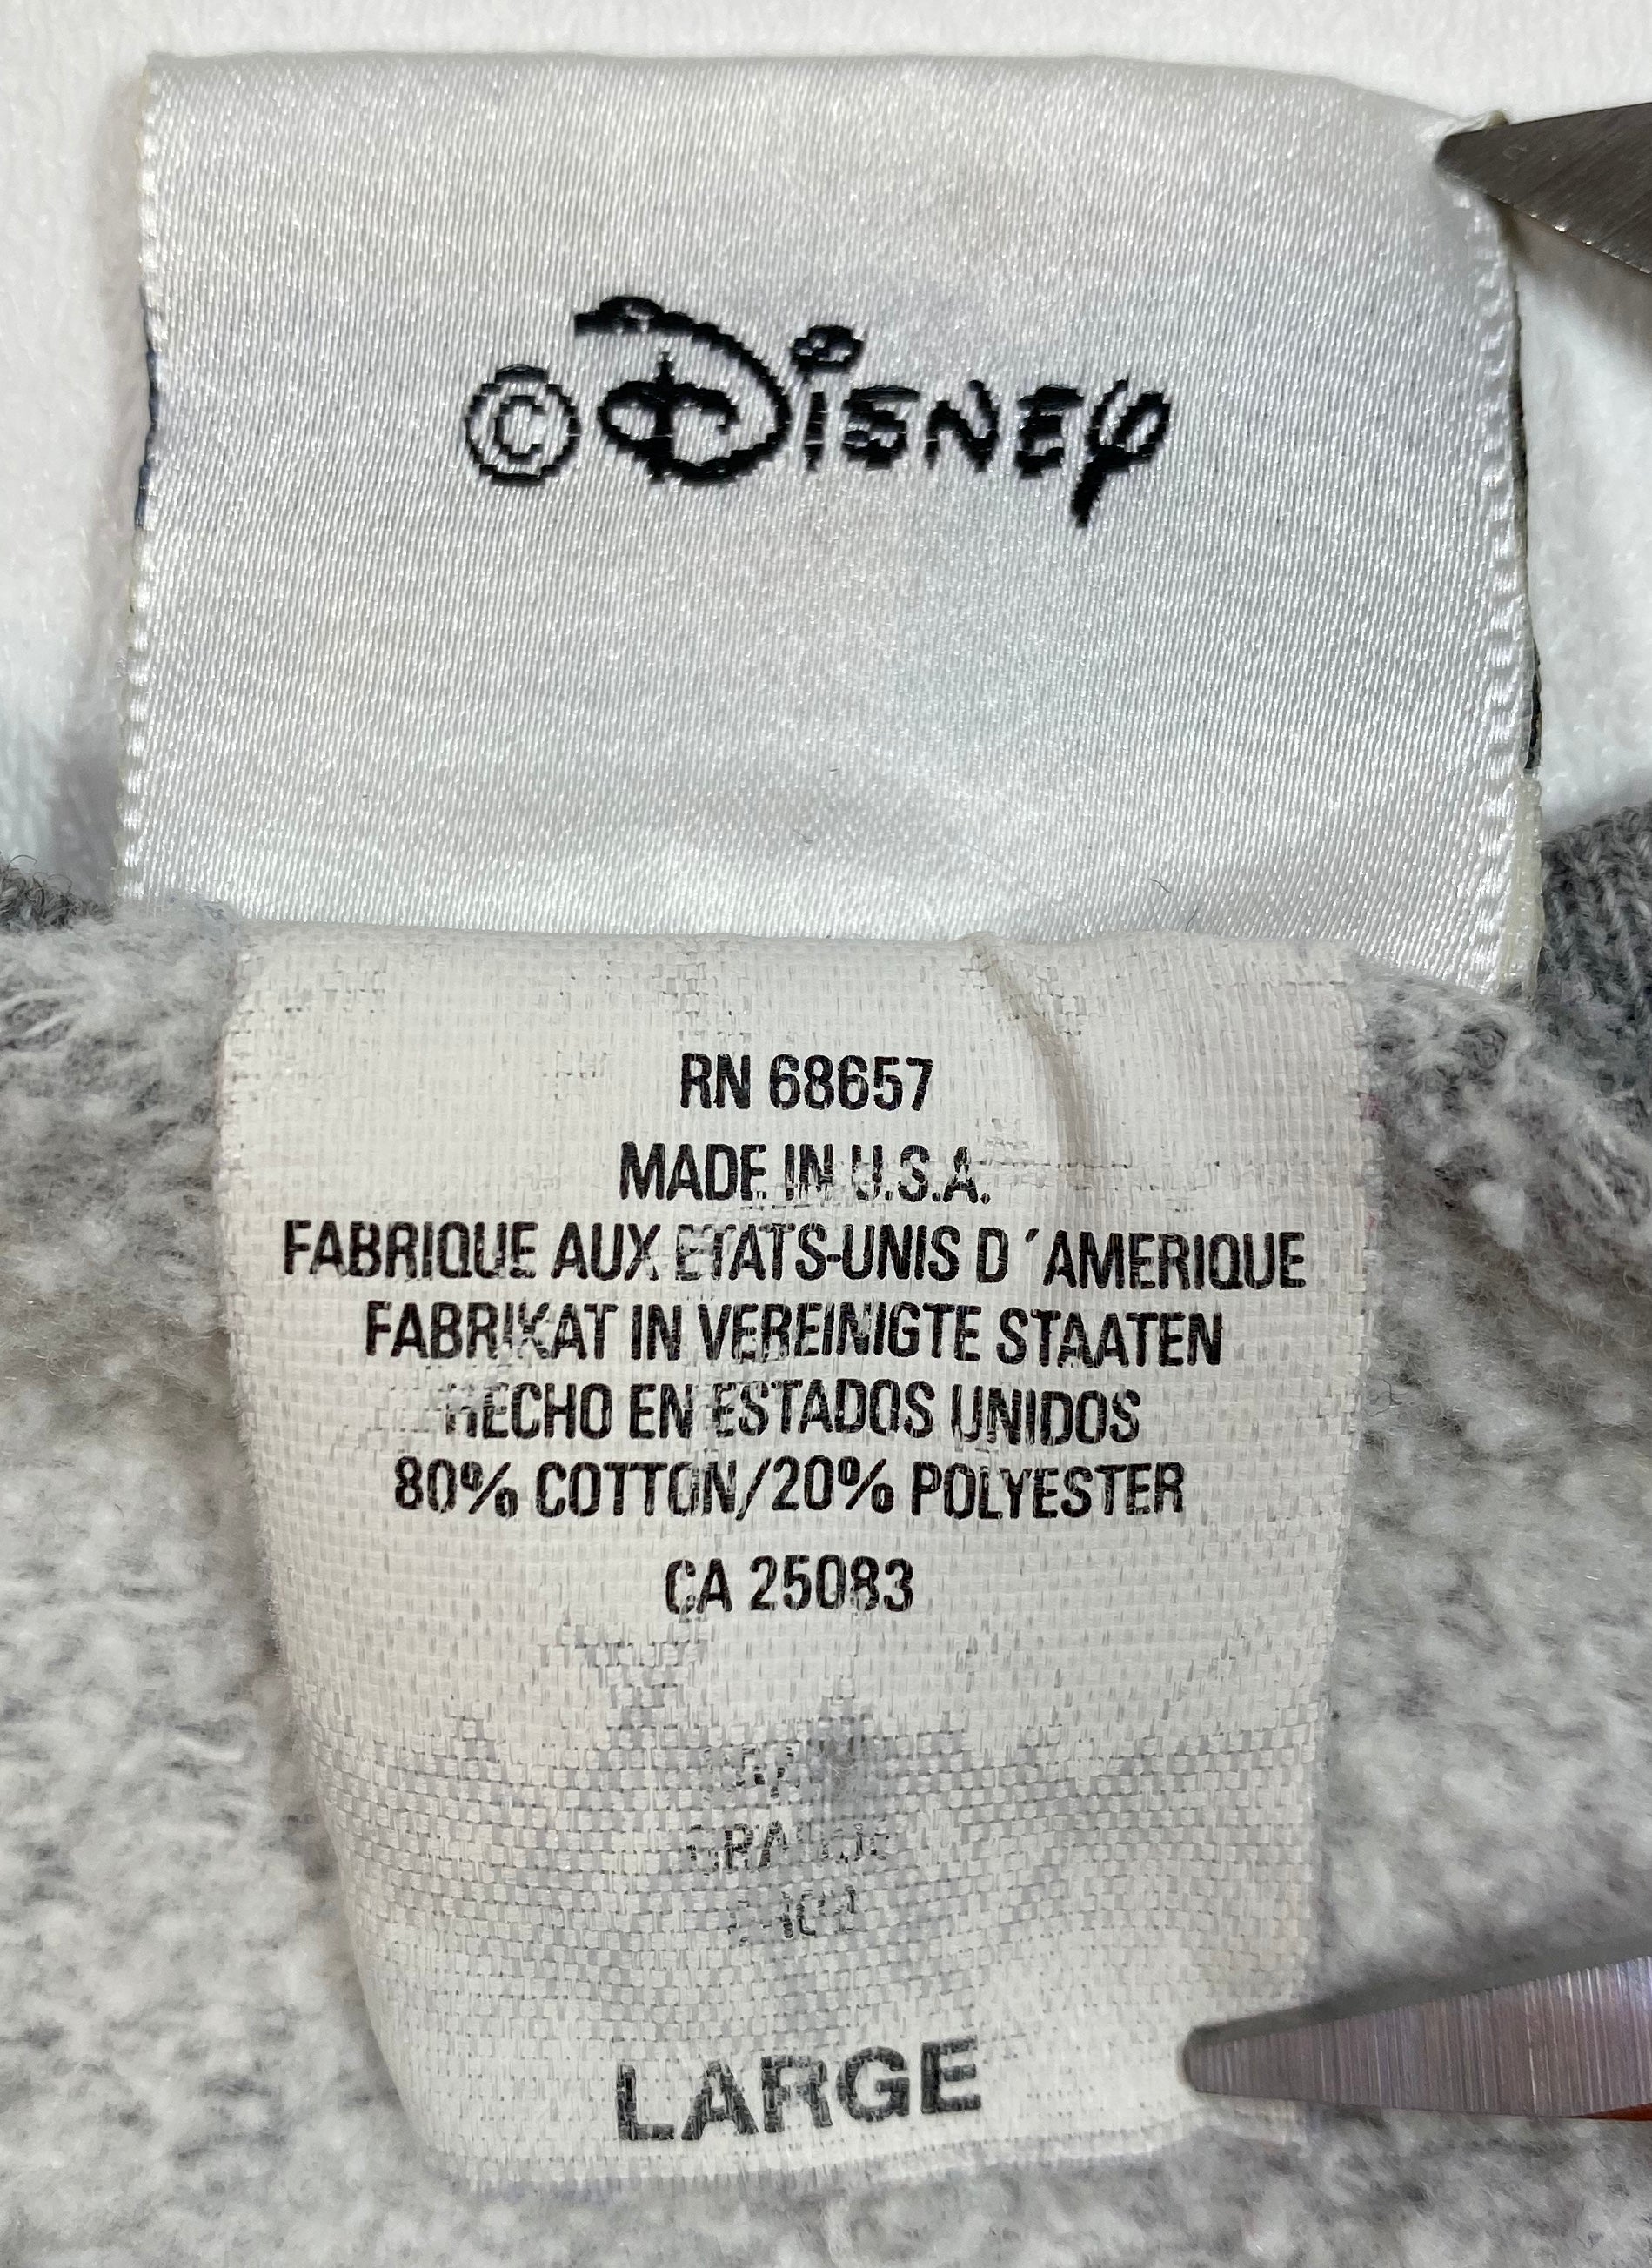 © Disney
RN 68657
MADE IN U.S.A.
FABRIQUE AUX ETATS-UNIS D ´AMERIQUE
FABRIKAT IN VEREINIGTE STAATEN
HECHO EN ESTADOS UNIDOS
80% COTTON/20% POLYESTER
CA 25083
LARGE